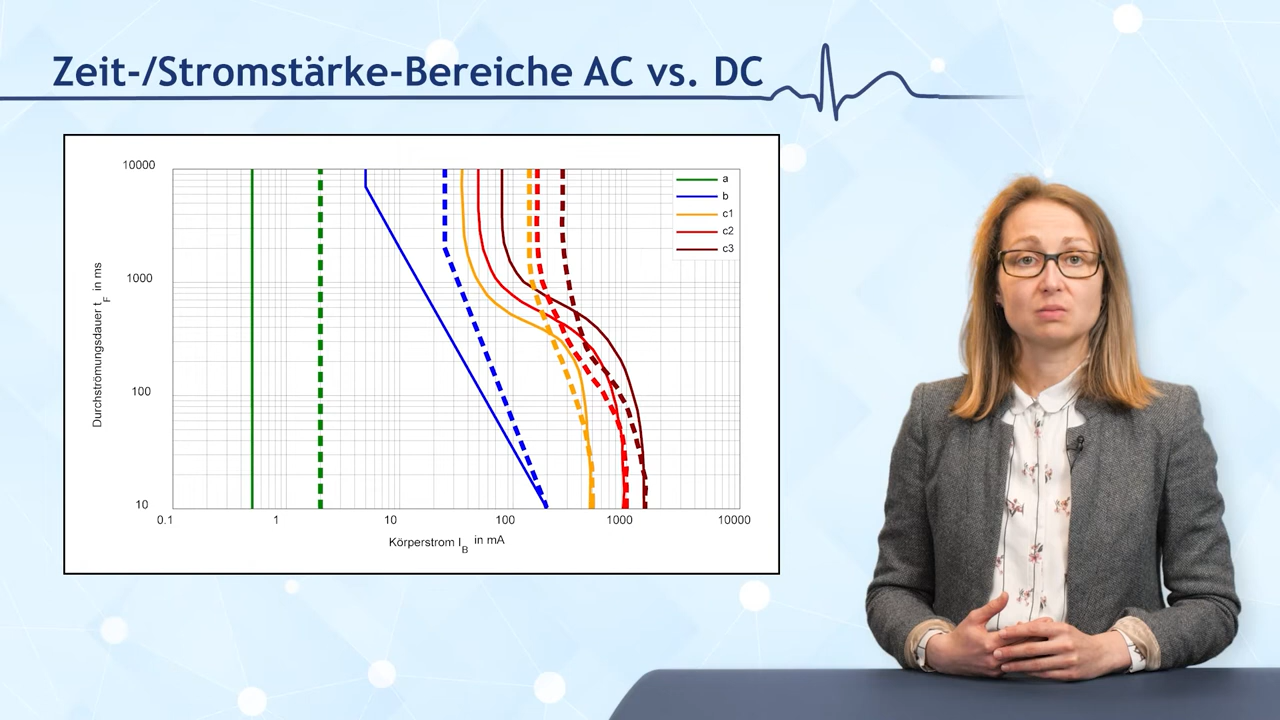 Zeit-/Stromstärke-Bereiche AC vs. DC
10000
1000
100
10
Durchströmungsdauer t_F in ms
0.1 1 10 100 1000 10000
Körperstrom I_B in mA
a
b
c1
c2
c3